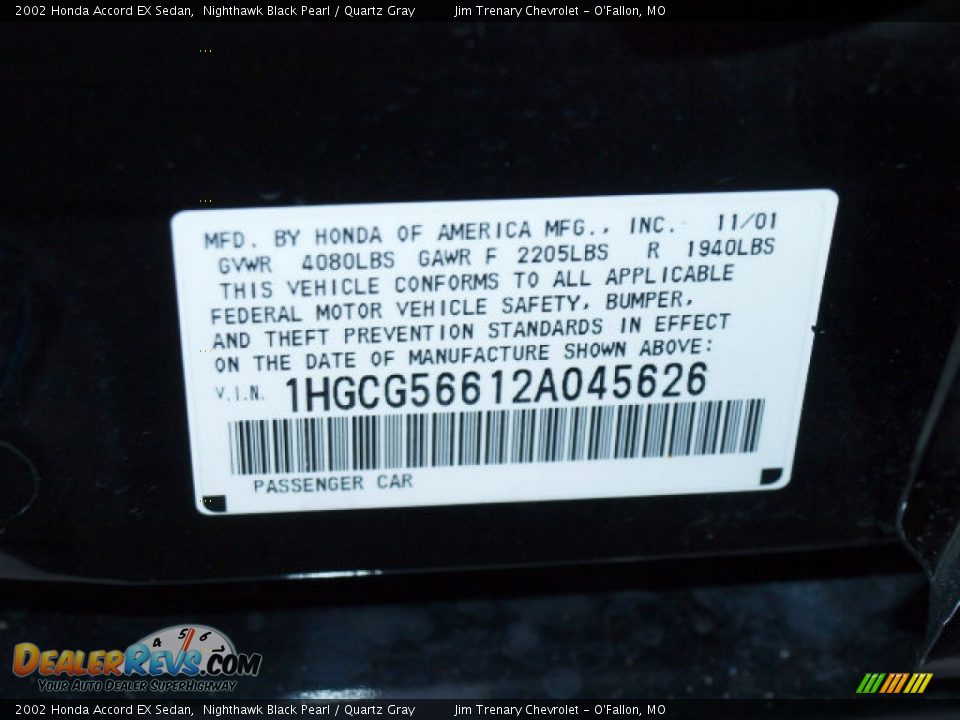 2002 Honda Accord EX Sedan, Nighthawk Black Pearl / Quartz Gray Jim Trenary Chevrolet - O'Fallon, MO
MFD. BY HONDA OF AMERICA MFG., INC. 11/01
GVWR 4080LBS GAWR F 2205LBS R 1940LBS
THIS VEHICLE CONFORMS TO ALL APPLICABLE
FEDERAL MOTOR VEHICLE SAFETY, BUMPER,
AND THEFT PREVENTION STANDARDS IN EFFECT
ON THE DATE OF MANUFACTURE SHOWN ABOVE:
V.I.N. 1HGCG56612A045626
PASSENGER CAR
4 5 6
DEALERREVS.COM
YOUR AUTO DEALER SUPERHIGHWAY
2002 Honda Accord EX Sedan, Nighthawk Black Pearl / Quartz Gray Jim Trenary Chevrolet - O'Fallon, MO